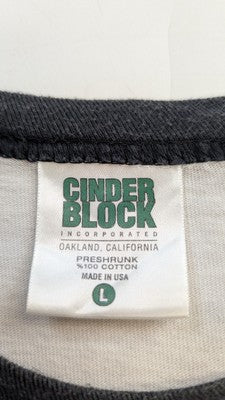 CINDER
BLOCK
INCORPORATED
OAKLAND, CALIFORNIA
PRESHRUNK
%100 COTTON
MADE IN USA
L